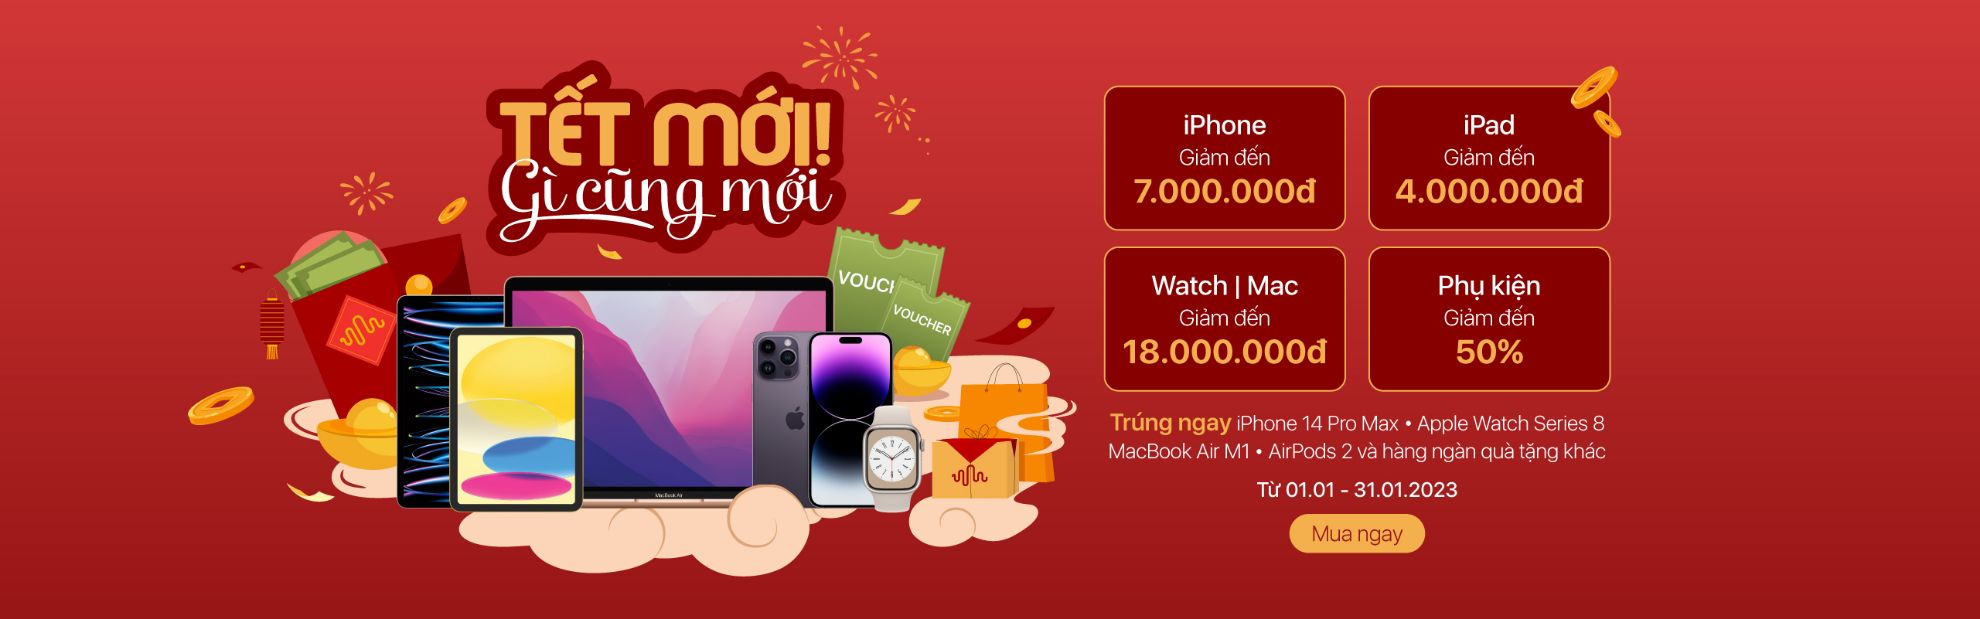 TẾT MỚI!
Gì cũng mới
VOUCHER
VOUCHER
MacBook Air
iPhone
Giảm đến
7.000.000đ
iPad
Giảm đến
4.000.000đ
Watch | Mac
Giảm đến
18.000.000đ
Phụ kiện
Giảm đến
50%
Trúng ngay iPhone 14 Pro Max • Apple Watch Series 8
MacBook Air M1 • AirPods 2 và hàng ngàn quà tặng khác
Từ 01.01 - 31.01.2023
Mua ngay